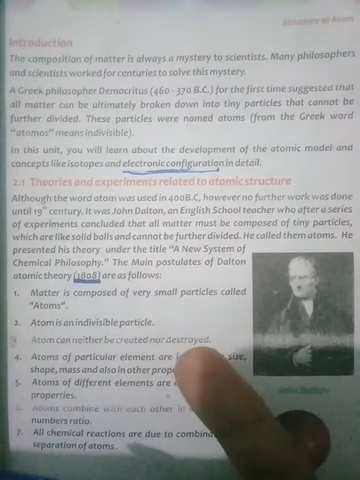 Structure of Atom
Introduction
The composition of matter is always a mystery to scientists. Many philosophers
and scientists worked for centuries to solve this mystery.
A Greek philosopher Democritus (460 - 370 B.C.) for the first time suggested that
all matter can be ultimately broken down into tiny particles that cannot be
further divided. These particles were named atoms (from the Greek word
"atomos" means indivisible).
In this unit, you will learn about the development of the atomic model and
concepts like isotopes and electronic configuration in detail.
2.1 Theories and experiments related to atomic structure
Although the word atom was used in 400B.C, however no further work was done
until 19th century. It was John Dalton, an English School teacher who after a series
of experiments concluded that all matter must be composed of tiny particles,
which are like solid balls and cannot be further divided. He called them atoms. He
presented his theory under the title "A New System of
Chemical Philosophy." The Main postulates of Dalton
atomic theory (1808) are as follows:
1. Matter is composed of very small particles called
"Atoms".
2. Atom is an indivisible particle.
3 Atom can neither be created nor destroyed.
4. Atoms of particular element are size,
shape, mass and also in other
5. Atoms of different elements are
properties.
6. Atoms combine with each other in
numbers ratio.
7. All chemical reactions are due to
separation of atoms.
John Dalton